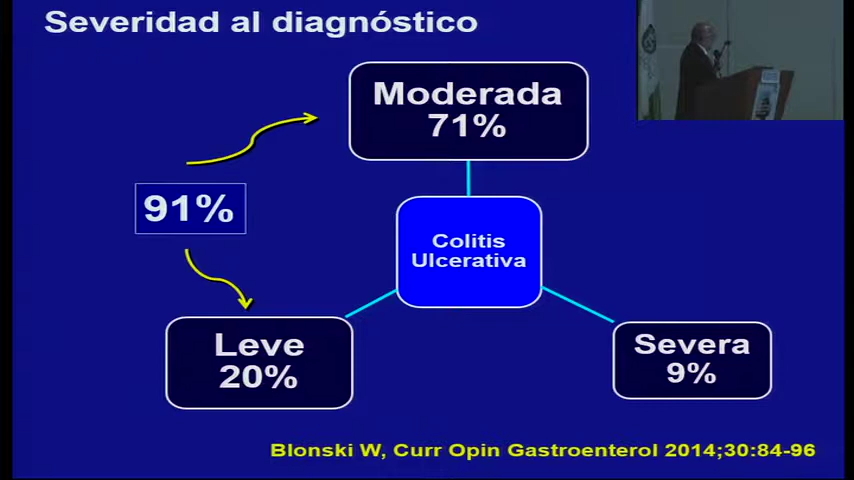 Severidad al diagnóstico
Moderada
71%
91%
Colitis
Ulcerativa
Leve
20%
Severa
9%
Blonski W, Curr Opin Gastroenterol 2014;30:84-96